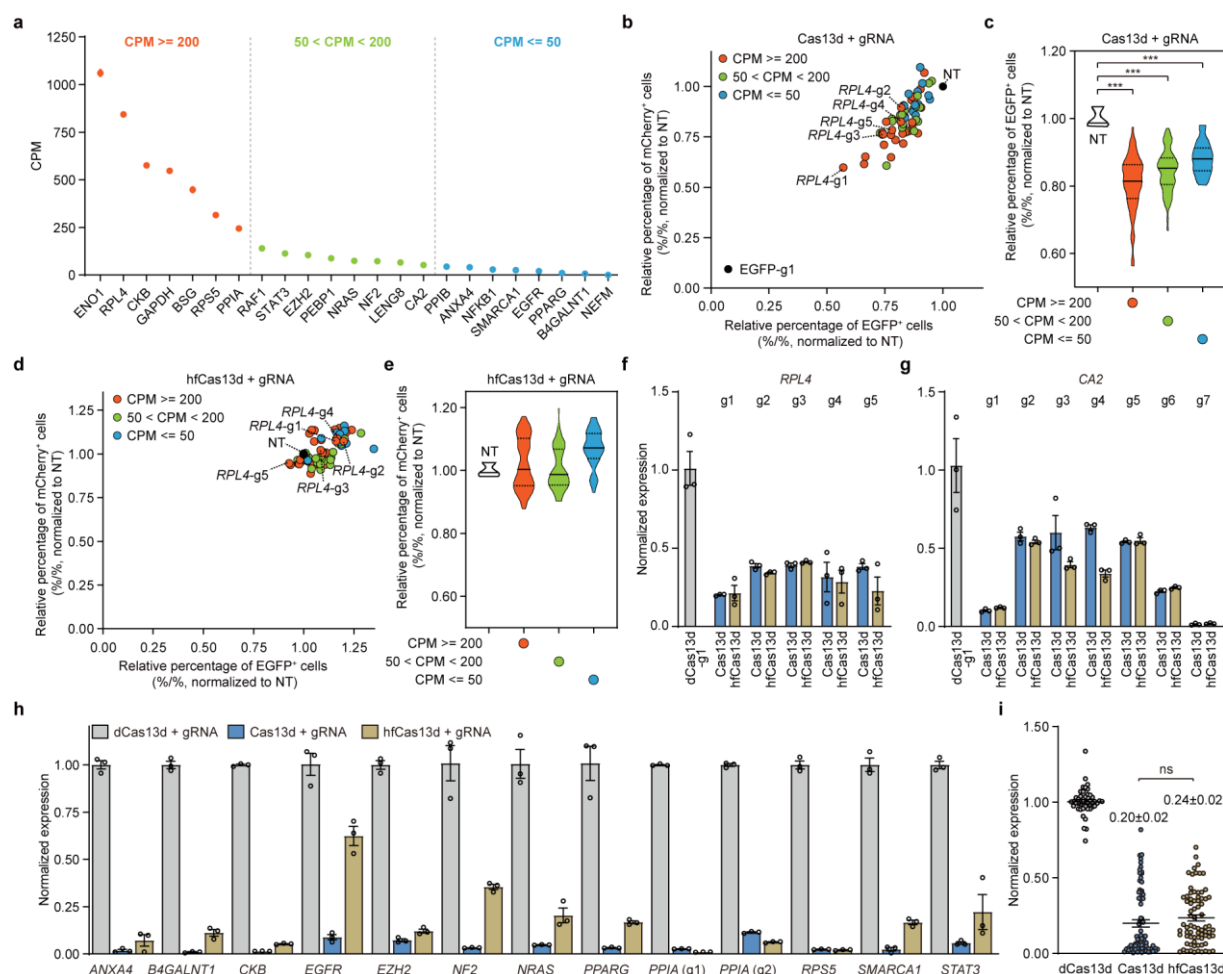 a
CPM >= 200
50 < CPM < 200
CPM <= 50
1250
1000
750
500
250
0
CPM
ENO1
RPL4
CKB
GAPDH
BSG
RPS5
PPIA
RAF1
STAT3
EZH2
PEBP1
NRAS
NF2
LENG8
CA2
PPIB
ANXA4
NFKB1
SMARCA1
EGFR
PPARG
B4GALNT1
NEFM
b
Cas13d + gRNA
CPM >= 200
50 < CPM < 200
CPM <= 50
NT
RPL4-g2
RPL4-g4
RPL4-g5
RPL4-g3
RPL4-g1
EGFP-g1
1.00
0.75
0.50
0.25
0.00
0.00
0.25
0.50
0.75
1.00
Relative percentage of mCherry⁺ cells
(%/%, normalized to NT)
Relative percentage of EGFP⁺ cells
(%/%, normalized to NT)
c
Cas13d + gRNA
***
***
***
NT
1.20
1.00
0.80
0.60
Relative percentage of EGFP⁺ cells
(%/%, normalized to NT)
CPM >= 200
50 < CPM < 200
CPM <= 50
d
hfCas13d + gRNA
CPM >= 200
50 < CPM < 200
CPM <= 50
RPL4-g4
RPL4-g1
NT
RPL4-g5
RPL4-g2
RPL4-g3
1.25
1.00
0.75
0.50
0.25
0.00
0.00
0.25
0.50
0.75
1.00
1.25
Relative percentage of mCherry⁺ cells
(%/%, normalized to NT)
Relative percentage of EGFP⁺ cells
(%/%, normalized to NT)
e
hfCas13d + gRNA
NT
1.20
1.00
0.80
0.60
Relative percentage of mCherry⁺ cells
(%/%, normalized to NT)
CPM >= 200
50 < CPM < 200
CPM <= 50
f
RPL4
g1 g2 g3 g4 g5
1.5
1.0
0.5
0.0
Normalized expression
dCas13d
-g1
Cas13d
hfCas13d
Cas13d
hfCas13d
Cas13d
hfCas13d
Cas13d
hfCas13d
Cas13d
hfCas13d
g
CA2
g1 g2 g3 g4 g5 g6 g7
1.5
1.0
0.5
0.0
dCas13d
-g1
Cas13d
hfCas13d
Cas13d
hfCas13d
Cas13d
hfCas13d
Cas13d
hfCas13d
Cas13d
hfCas13d
Cas13d
hfCas13d
Cas13d
hfCas13d
h
dCas13d + gRNA
Cas13d + gRNA
hfCas13d + gRNA
1.00
0.75
0.50
0.25
0.00
Normalized expression
ANXA4
B4GALNT1
CKB
EGFR
EZH2
NF2
NRAS
PPARG
PPIA (g1)
PPIA (g2)
RPS5
SMARCA1
STAT3
i
1.50
1.00
0.50
0.00
Normalized expression
ns
0.24±0.02
0.20±0.02
dCas13d
Cas13d
hfCas13d